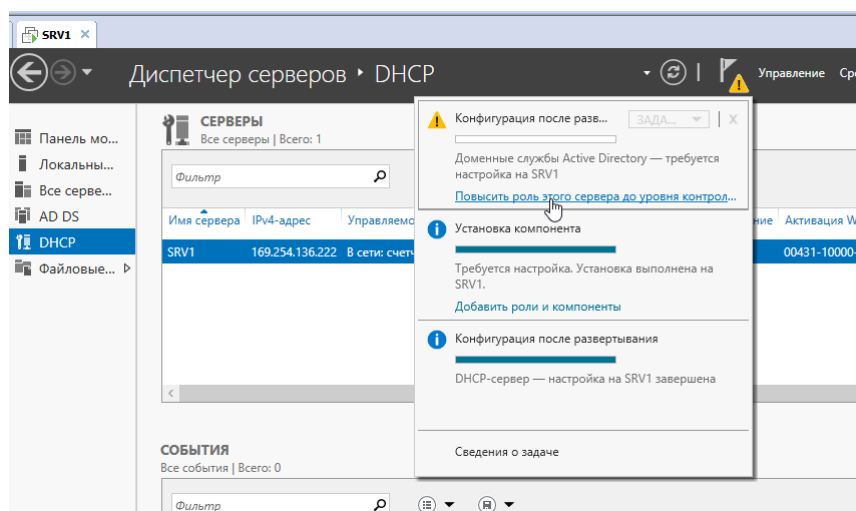 SRV1 ×
Диспетчер серверов ‣ DHCP
Управление Ср
Панель мо...
Локальны...
Все серве...
AD DS
DHCP
Файловые...
СЕРВЕРЫ
Все серверы | Всего: 1
Фильтр
Имя сервера IPv4-адрес Управляемо ние Активация W
SRV1 169.254.136.222 В сети: счетч 00431-10000-
Конфигурация после разв... ЗАДА... X
Доменные службы Active Directory — требуется
настройка на SRV1
Повысить роль этого сервера до уровня контрол...
Установка компонента
Требуется настройка. Установка выполнена на
SRV1.
Добавить роли и компоненты
Конфигурация после развертывания
DHCP-сервер — настройка на SRV1 завершена
Сведения о задаче
СОБЫТИЯ
Все события | Всего: 0
Фильтр